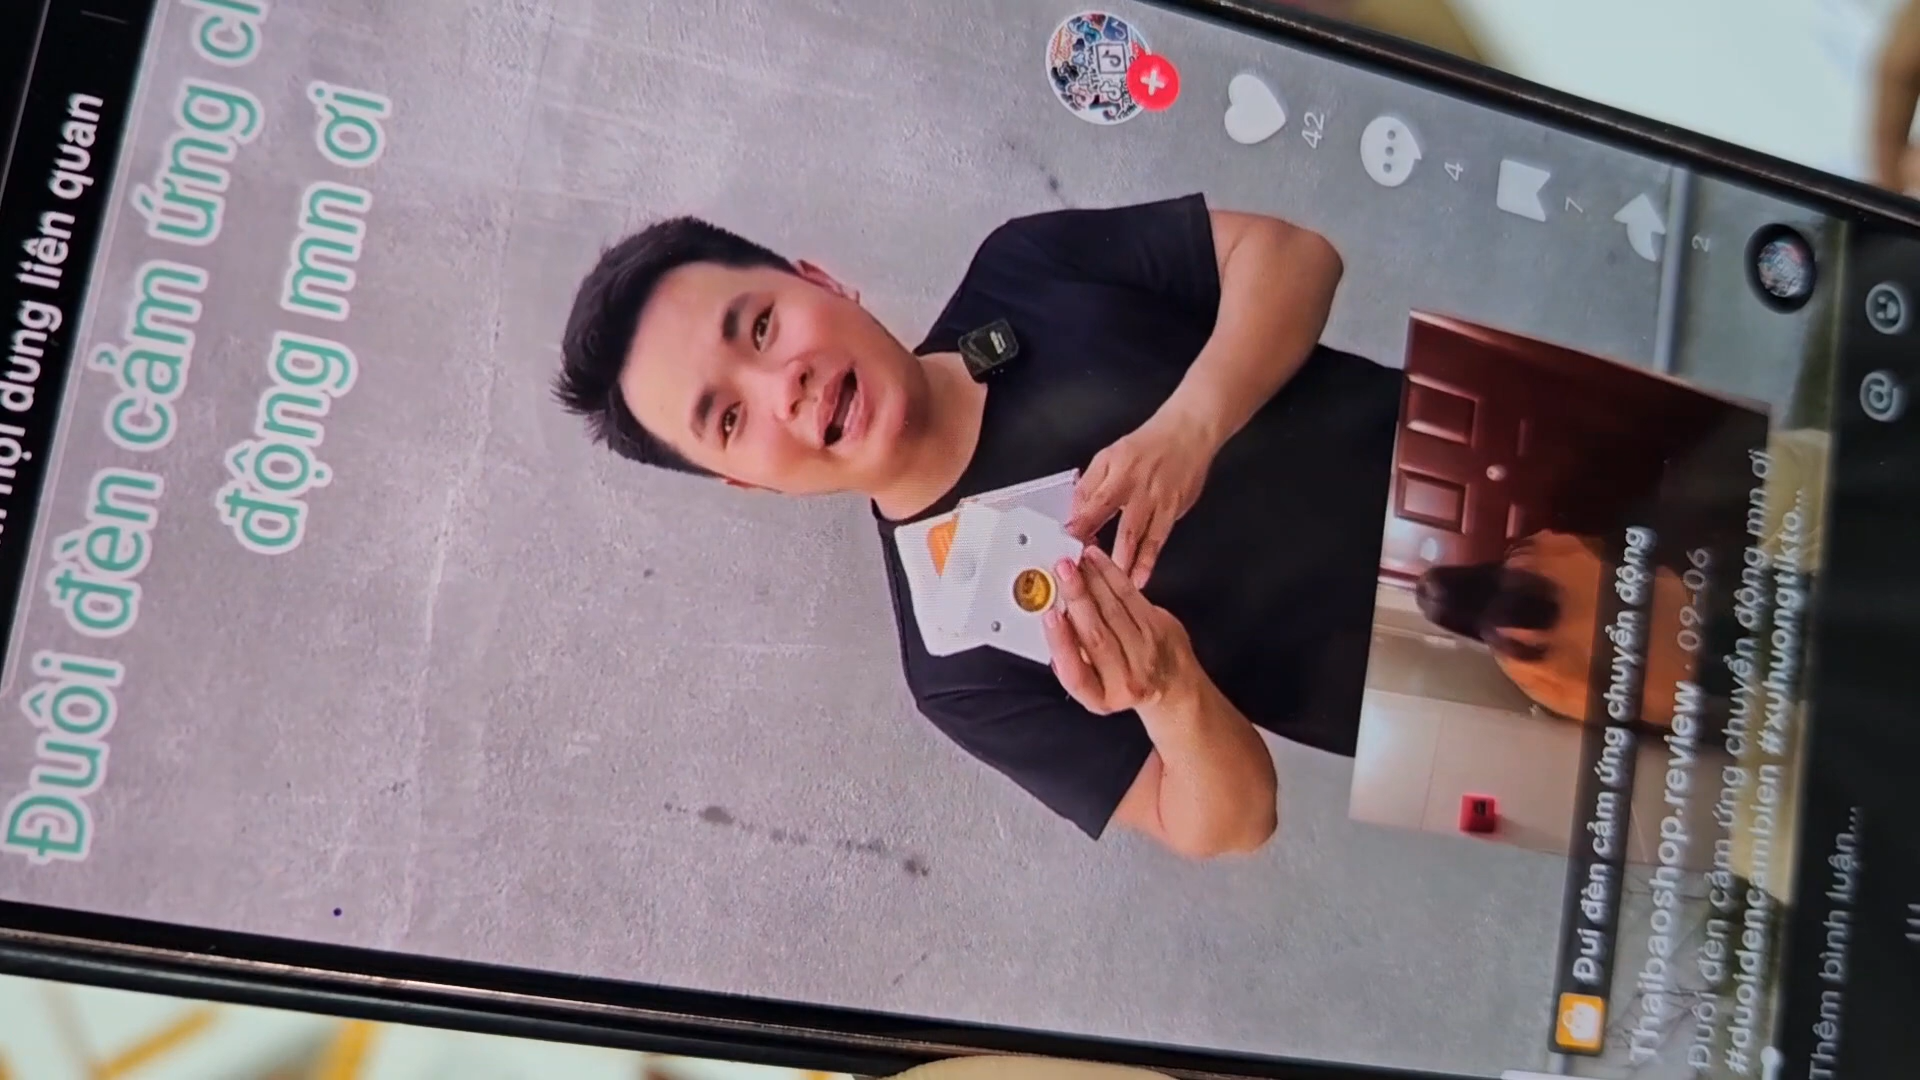 nội dung liên quan
Đuôi đèn cảm ứng ch
động mn ơi
42
4
7
2
Đui đèn cảm ứng chuyển động
Thaibaoshop.review · 09-06
Đuôi đèn cảm ứng chuyển động mn ơi
#duoidencambien #xuhuongtikto...
Thêm bình luận...
@